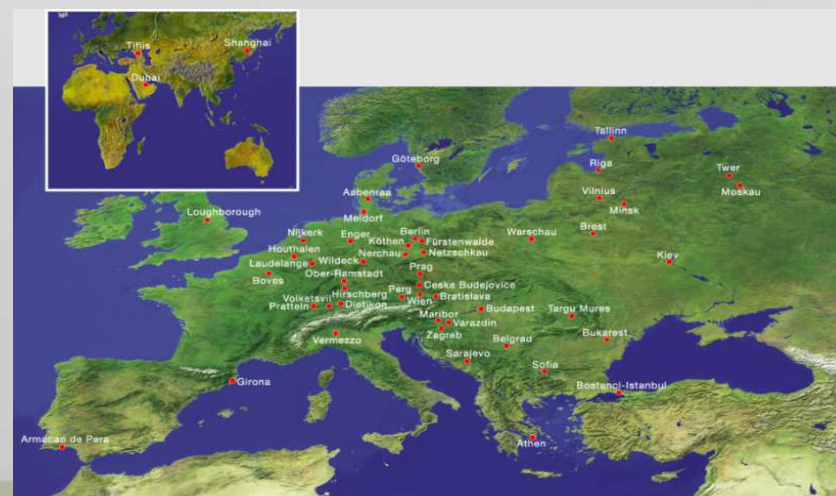 Tiflis
Shanghai
Dubai
Tallinn
Göteborg
Riga
Twer
Moskau
Aabenraa
Vilnius
Minsk
Loughborough
Meldorf
Nijkerk
Enger
Berlin
Warschau
Brest
Köthen
Fürstenwalde
Houthalen
Nerchau
Netzschkau
Kiev
Laudelange
Wildeck
Prag
Boves
Ober-Ramstadt
Ceske Budejovice
Hirschberg
Perg
Bratislava
Volketsvil
Wien
Pratteln
Dietikon
Budapest
Targu Mures
Maribor
Varazdin
Vermezzo
Zagreb
Belgrad
Bukarest
Sarajevo
Sofia
Girona
Bostanci-Istanbul
Armacao de Pera
Athen